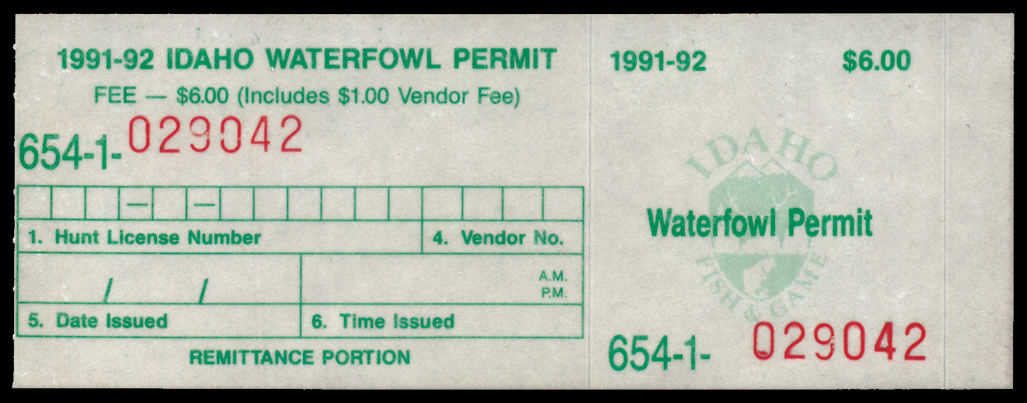 1991-92 IDAHO WATERFOWL PERMIT
FEE — $6.00 (Includes $1.00 Vendor Fee)
654-1-029042
— —
1. Hunt License Number
4. Vendor No.
/ /
A.M.
P.M.
5. Date Issued
6. Time Issued
REMITTANCE PORTION
1991-92 $6.00
IDAHO
Waterfowl Permit
FISH & GAME
654-1-029042